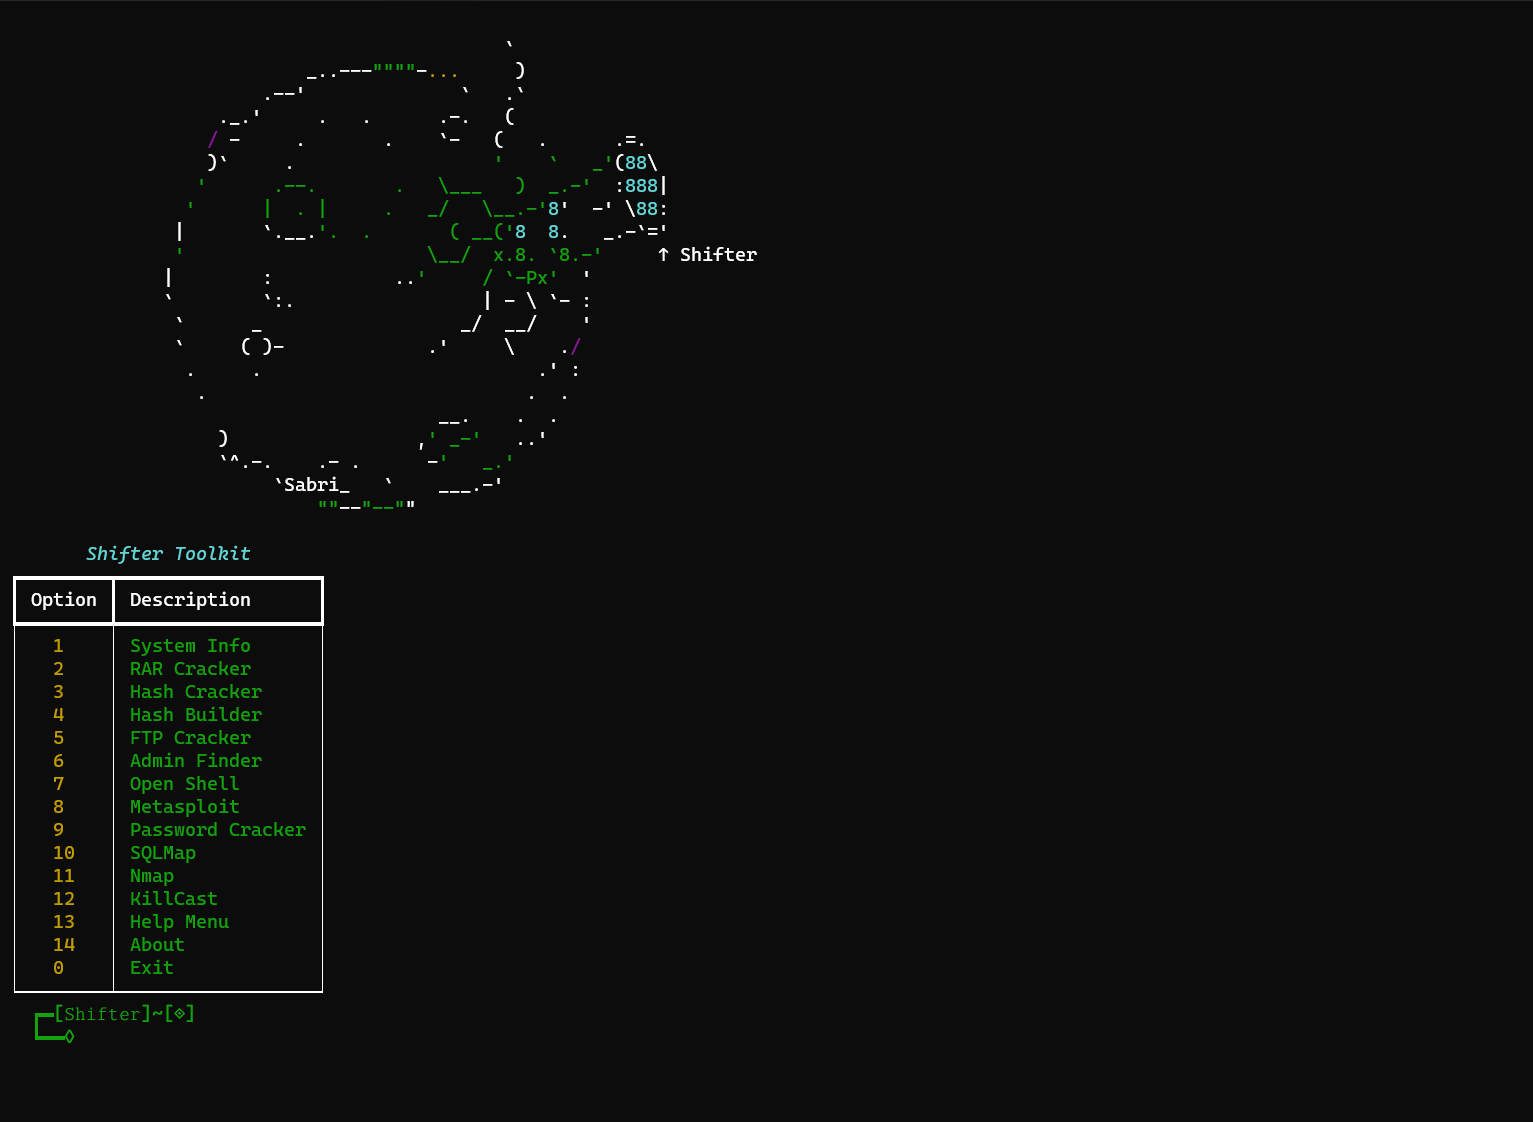 ↑ Shifter
Sabri
Shifter Toolkit
Option Description
1 System Info
2 RAR Cracker
3 Hash Cracker
4 Hash Builder
5 FTP Cracker
6 Admin Finder
7 Open Shell
8 Metasploit
9 Password Cracker
10 SQLMap
11 Nmap
12 KillCast
13 Help Menu
14 About
0 Exit
[Shifter]~[⟐]